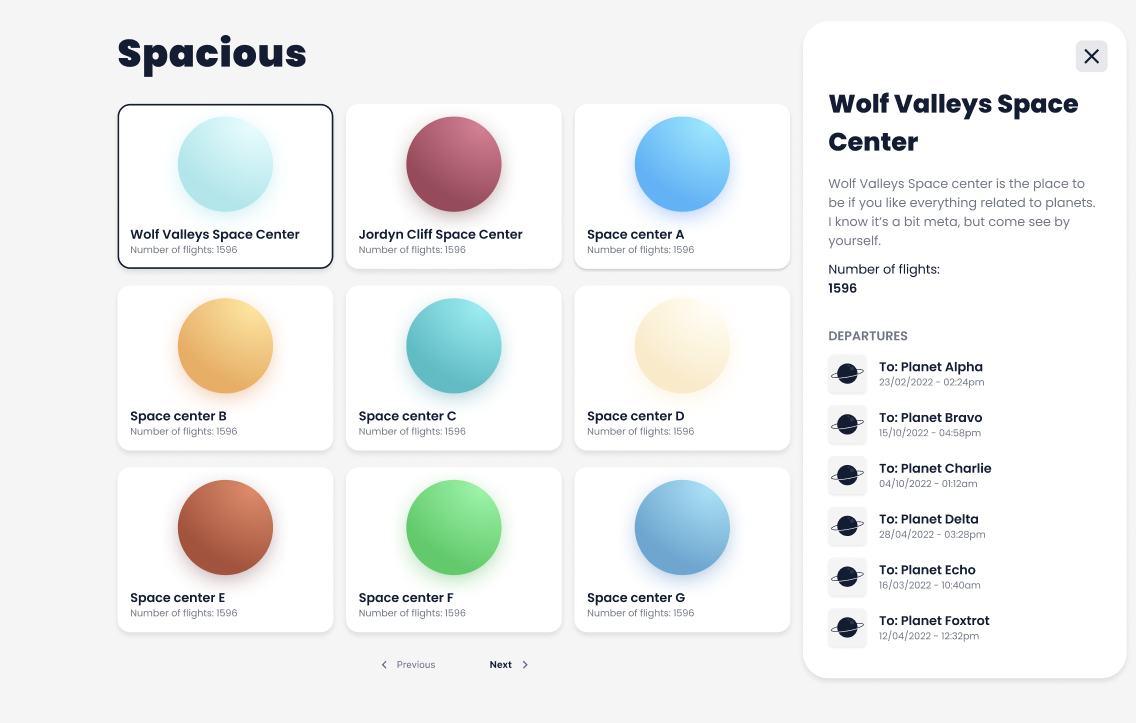 Spacious
Wolf Valleys Space Center
Number of flights: 1596
Jordyn Cliff Space Center
Number of flights: 1596
Space center A
Number of flights: 1596
Space center B
Number of flights: 1596
Space center C
Number of flights: 1596
Space center D
Number of flights: 1596
Space center E
Number of flights: 1596
Space center F
Number of flights: 1596
Space center G
Number of flights: 1596
Previous
Next
Wolf Valleys Space
Center
Wolf Valleys Space center is the place to
be if you like everything related to planets.
I know it’s a bit meta, but come see by
yourself.
Number of flights:
1596
DEPARTURES
To: Planet Alpha
23/02/2022 - 02:24pm
To: Planet Bravo
15/10/2022 - 04:58pm
To: Planet Charlie
04/10/2022 - 01:12am
To: Planet Delta
28/04/2022 - 03:28pm
To: Planet Echo
16/03/2022 - 10:40am
To: Planet Foxtrot
12/04/2022 - 12:32pm